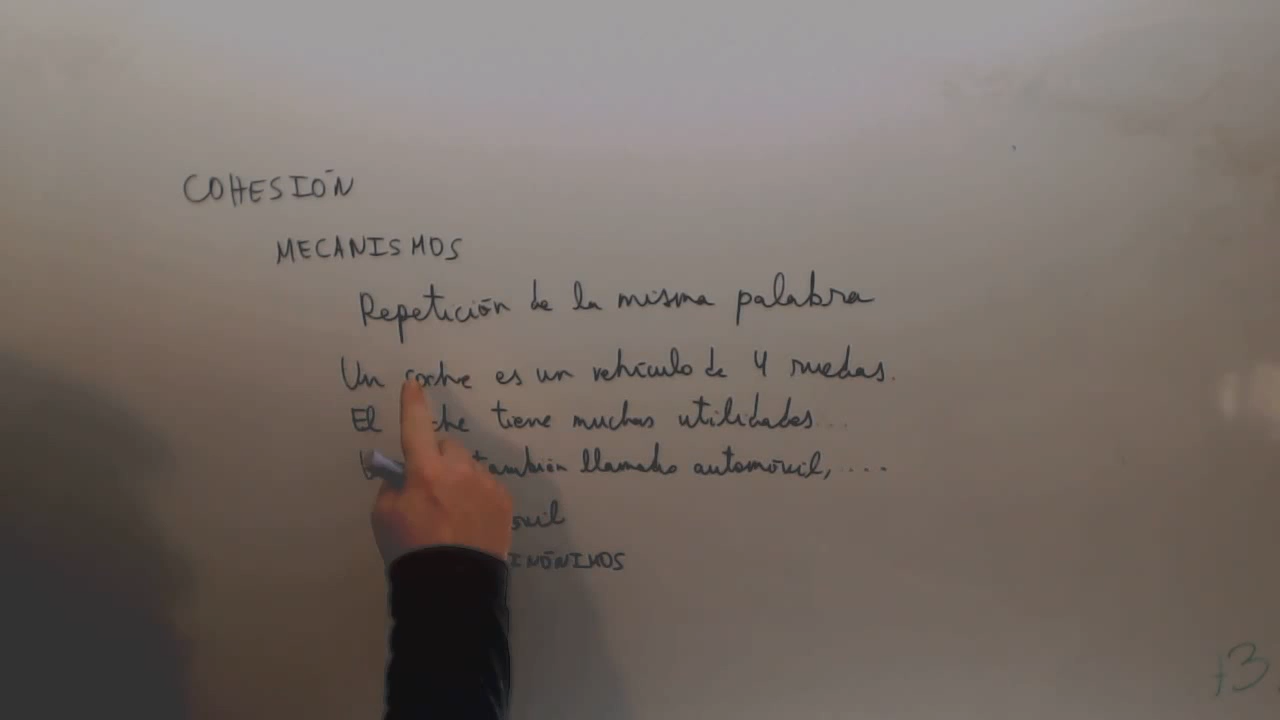 COHESIÓN
MECANISMOS
Repetición de la misma palabra
Un coche es un vehículo de 4 ruedas.
El tiene muchas utilidades...
también llamado automóvil, ....
+3